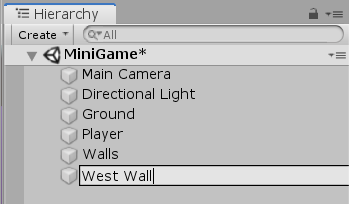 Hierarchy
Create All
MiniGame*
Main Camera
Directional Light
Ground
Player
Walls
West Wall